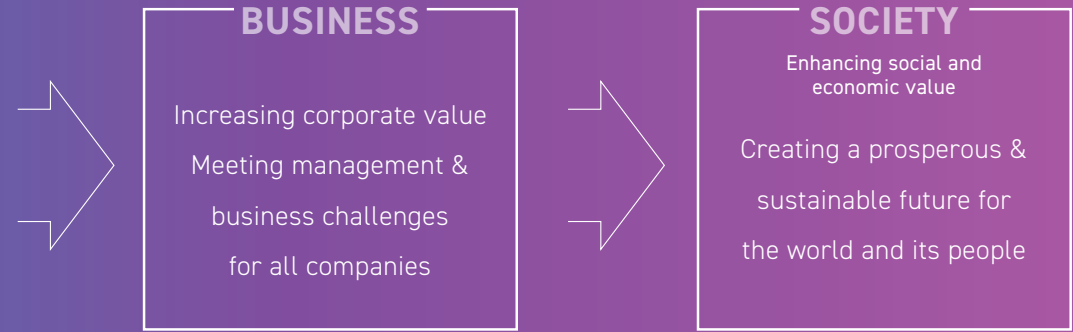 BUSINESS
Increasing corporate value
Meeting management &
business challenges
for all companies
SOCIETY
Enhancing social and
economic value
Creating a prosperous &
sustainable future for
the world and its people